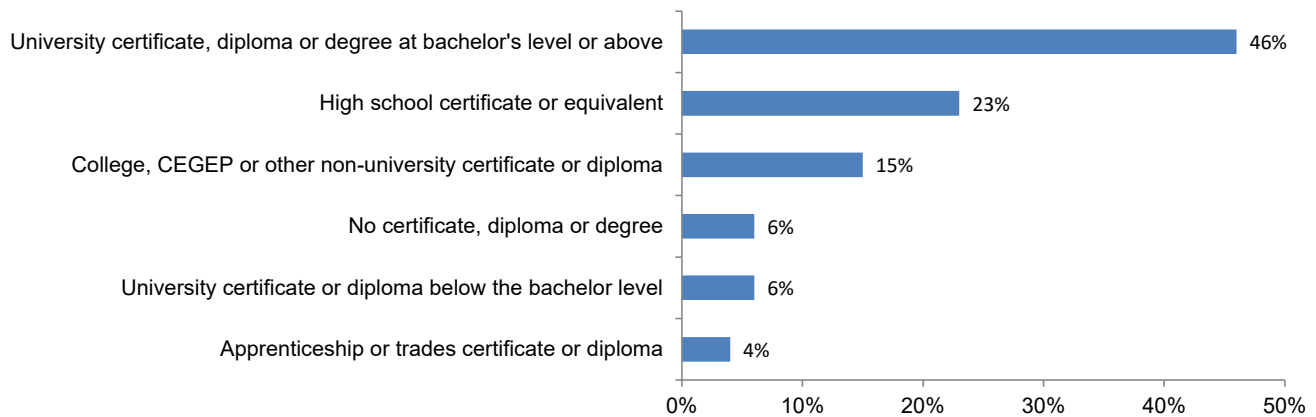 University certificate, diploma or degree at bachelor's level or above 46%
High school certificate or equivalent 23%
College, CEGEP or other non-university certificate or diploma 15%
No certificate, diploma or degree 6%
University certificate or diploma below the bachelor level 6%
Apprenticeship or trades certificate or diploma 4%
0% 10% 20% 30% 40% 50%